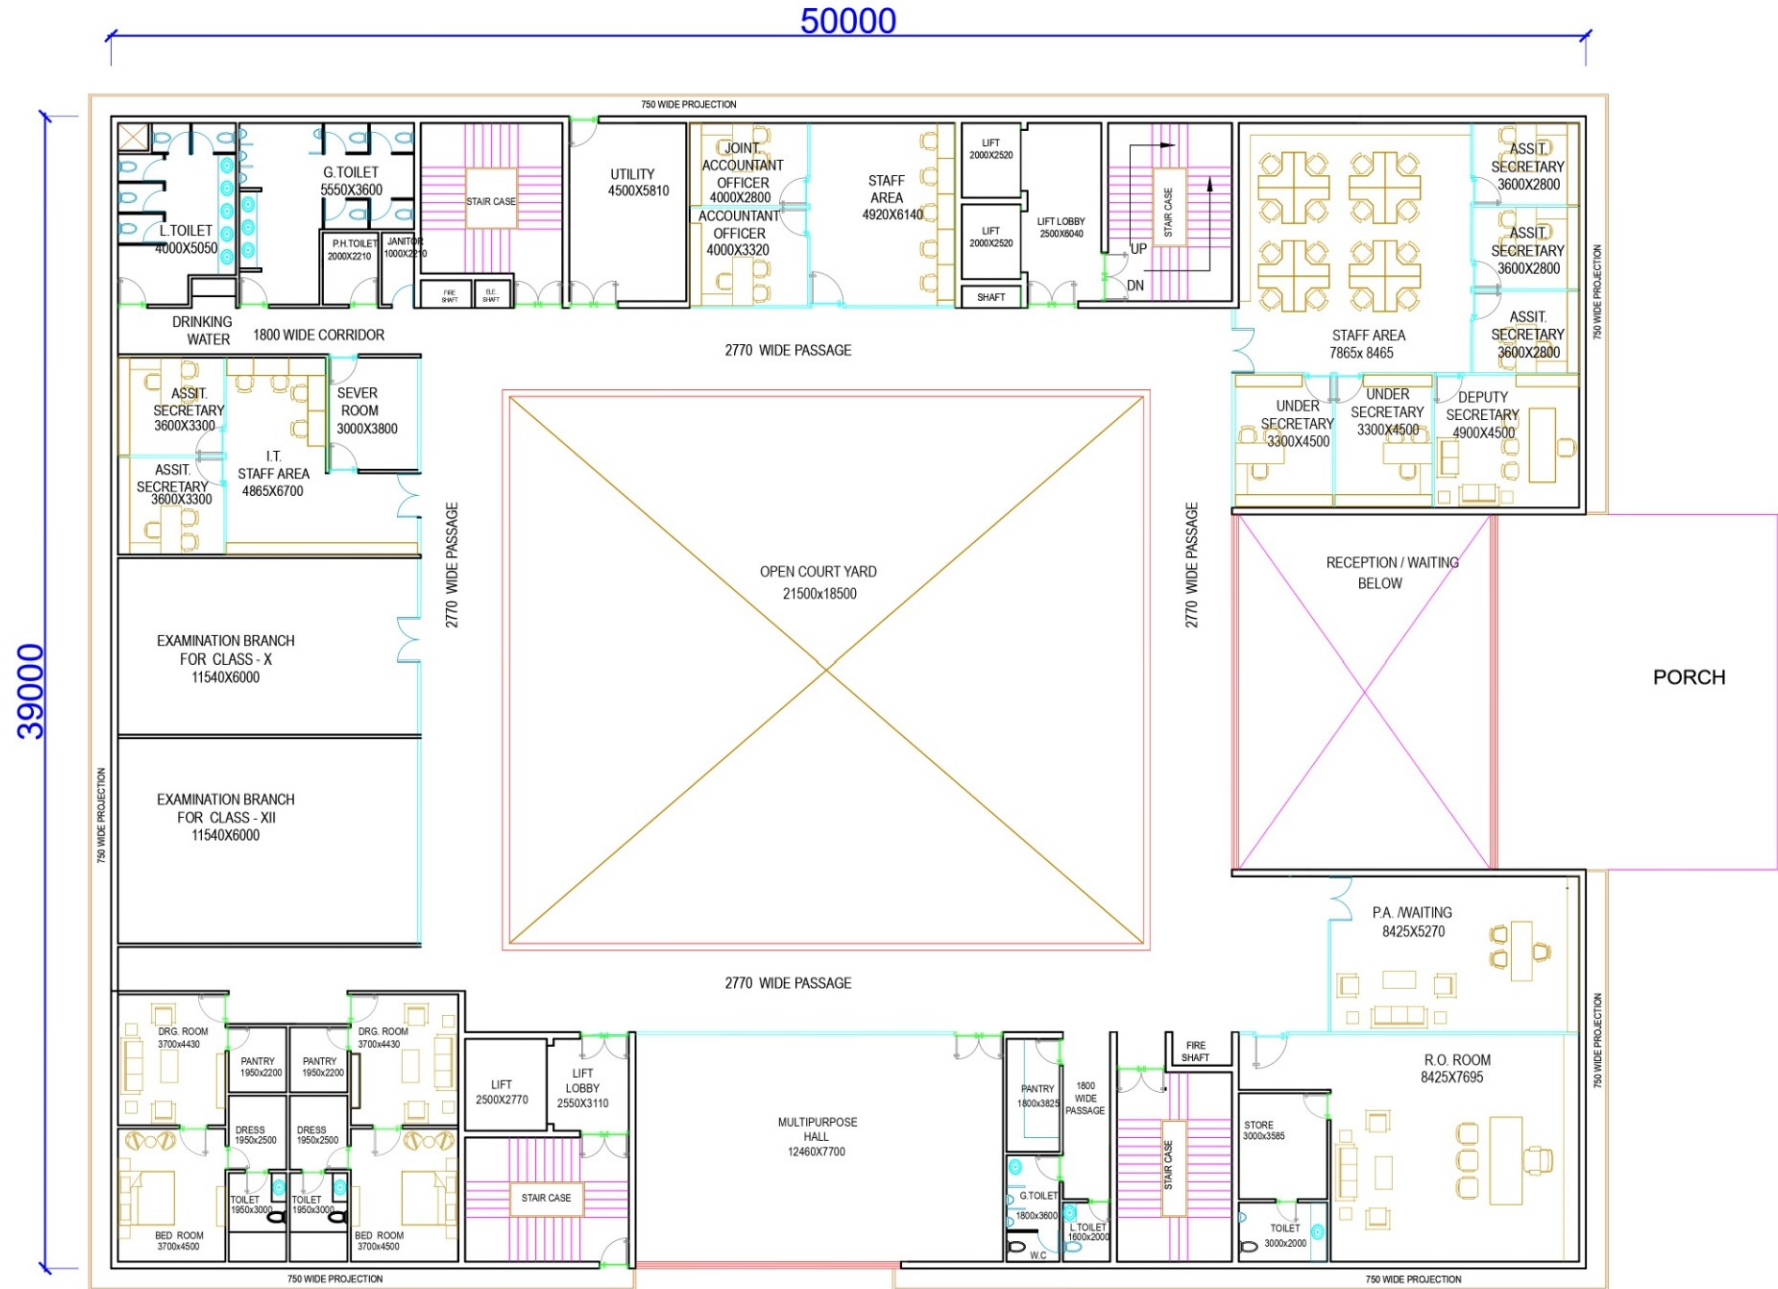 50000
39000
750 WIDE PROJECTION
L.TOILET
4000X5050
G.TOILET
5550X3600
P.H.TOILET
2000X2210
JANITOR
1000X2210
STAIR CASE
FIRE
SHAFT
ELE.
SHAFT
UTILITY
4500X5810
JOINT.
ACCOUNTANT
OFFICER
4000X2800
ACCOUNTANT
OFFICER
4000X3320
STAFF
AREA
4920X6140
LIFT
2000X2520
LIFT
2000X2520
SHAFT
LIFT LOBBY
2500X6040
UP
DN
STAIR CASE
STAFF AREA
7865x 8465
ASSIT.
SECRETARY
3600X2800
ASSIT.
SECRETARY
3600X2800
ASSIT.
SECRETARY
3600X2800
750 WIDE PROJECTION
DRINKING
WATER
1800 WIDE CORRIDOR
2770 WIDE PASSAGE
ASSIT.
SECRETARY
3600X3300
ASSIT.
SECRETARY
3600X3300
I.T.
STAFF AREA
4865X6700
SEVER
ROOM
3000X3800
UNDER
SECRETARY
3300X4500
UNDER
SECRETARY
3300X4500
DEPUTY
SECRETARY
4900X4500
2770 WIDE PASSAGE
OPEN COURT YARD
21500x18500
2770 WIDE PASSAGE
RECEPTION / WAITING
BELOW
PORCH
EXAMINATION BRANCH
FOR CLASS - X
11540X6000
EXAMINATION BRANCH
FOR CLASS - XII
11540X6000
750 WIDE PROJECTION
2770 WIDE PASSAGE
P.A. /WAITING
8425X5270
DRG. ROOM
3700x4430
PANTRY
1950x2200
PANTRY
1950x2200
DRG. ROOM
3700x4430
DRESS
1950x2500
DRESS
1950x2500
TOILET
1950x3000
TOILET
1950x3000
BED ROOM
3700x4500
BED ROOM
3700x4500
LIFT
2500X2770
LIFT
LOBBY
2550X3110
STAIR CASE
MULTIPURPOSE
HALL
12460X7700
PANTRY
1800x3825
1800
WIDE
PASSAGE
G.TOILET
1800x3600
W.C
L.TOILET
1600x2000
FIRE
SHAFT
STAIR CASE
STORE
3000x3585
TOILET
3000x2000
R.O. ROOM
8425X7695
750 WIDE PROJECTION
750 WIDE PROJECTION
750 WIDE PROJECTION